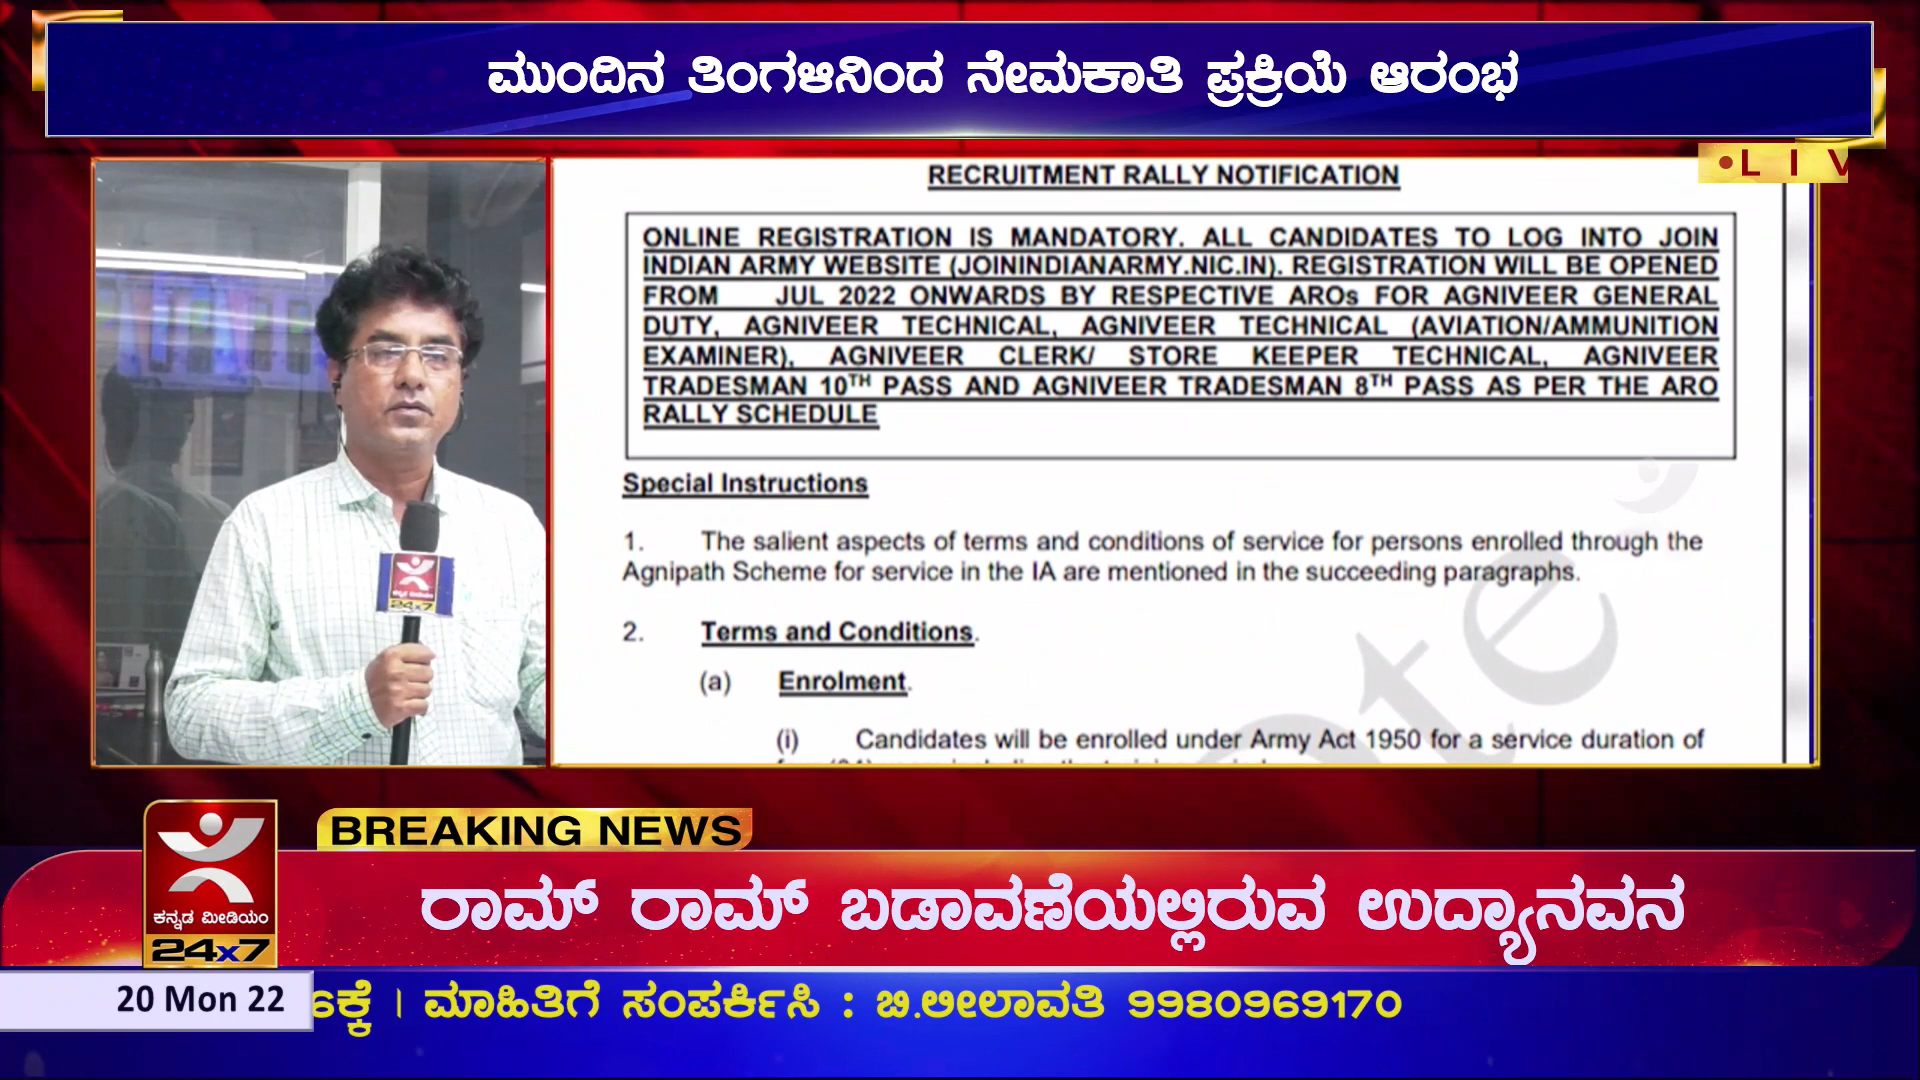 ಮುಂದಿನ ತಿಂಗಳಿನಿಂದ ನೇಮಕಾತಿ ಪ್ರಕ್ರಿಯೆ ಆರಂಭ
LIV
RECRUITMENT RALLY NOTIFICATION
ONLINE REGISTRATION IS MANDATORY. ALL CANDIDATES TO LOG INTO JOIN
INDIAN ARMY WEBSITE (JOININDIANARMY.NIC.IN). REGISTRATION WILL BE OPENED
FROM JUL 2022 ONWARDS BY RESPECTIVE AROs FOR AGNIVEER GENERAL
DUTY, AGNIVEER TECHNICAL, AGNIVEER TECHNICAL (AVIATION/AMMUNITION
EXAMINER), AGNIVEER CLERK/ STORE KEEPER TECHNICAL, AGNIVEER
TRADESMAN 10TH PASS AND AGNIVEER TRADESMAN 8TH PASS AS PER THE ARO
RALLY SCHEDULE
Special Instructions
1. The salient aspects of terms and conditions of service for persons enrolled through the
Agnipath Scheme for service in the IA are mentioned in the succeeding paragraphs.
2. Terms and Conditions.
(a) Enrolment.
(i) Candidates will be enrolled under Army Act 1950 for a service duration of
ಕನ್ನಡ ಮೀಡಿಯಂ
24x7
BREAKING NEWS
ರಾಮ್ ರಾಮ್ ಬಡಾವಣೆಯಲ್ಲಿರುವ ಉದ್ಯಾನವನ
ಕನ್ನಡ ಮೀಡಿಯಂ
24x7
20 Mon 22
6ಕ್ಕೆ । ಮಾಹಿತಿಗೆ ಸಂಪರ್ಕಿಸಿ : ಬಿ.ಲೀಲಾವತಿ 9980969170